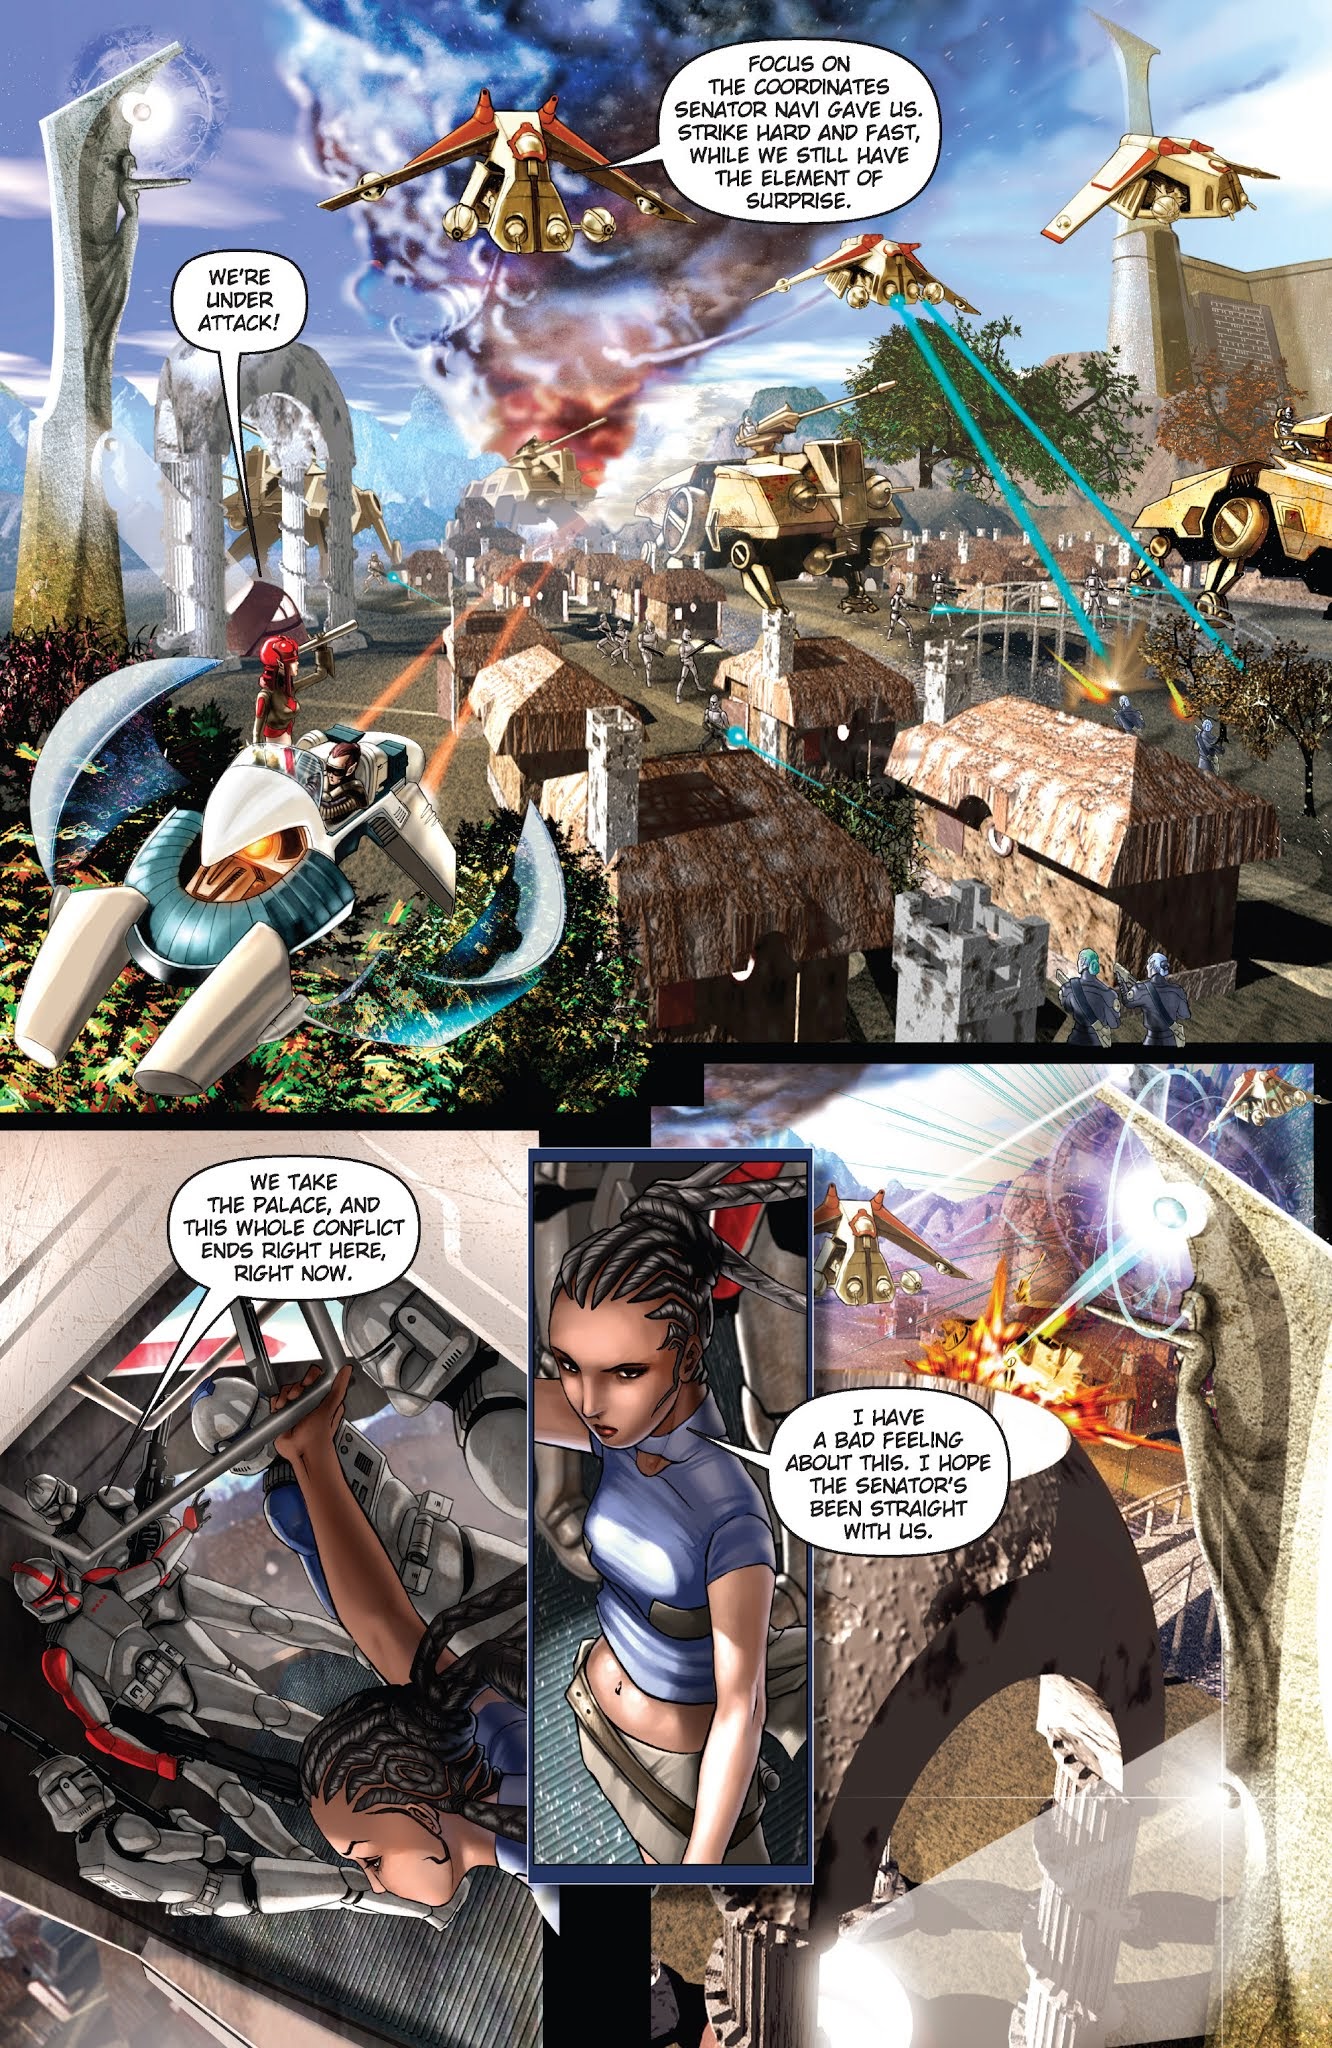 FOCUS ON
THE COORDINATES
SENATOR NAVI GAVE US.
STRIKE HARD AND FAST,
WHILE WE STILL HAVE
THE ELEMENT OF
SURPRISE.
WE'RE
UNDER
ATTACK!
WE TAKE
THE PALACE, AND
THIS WHOLE CONFLICT
ENDS RIGHT HERE,
RIGHT NOW.
I HAVE
A BAD FEELING
ABOUT THIS. I HOPE
THE SENATOR'S
BEEN STRAIGHT
WITH US.